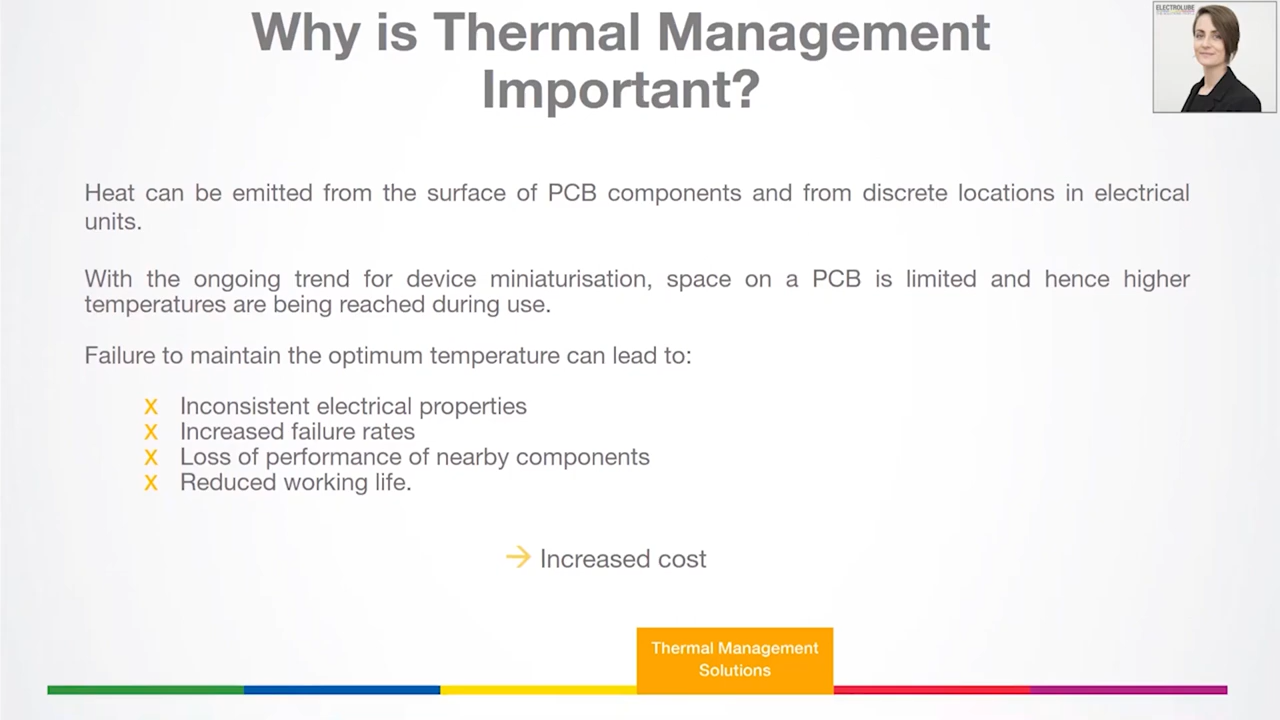 Why is Thermal Management
Important?
ELECTROLUBE
Heat can be emitted from the surface of PCB components and from discrete locations in electrical
units.
With the ongoing trend for device miniaturisation, space on a PCB is limited and hence higher
temperatures are being reached during use.
Failure to maintain the optimum temperature can lead to:
x Inconsistent electrical properties
x Increased failure rates
x Loss of performance of nearby components
x Reduced working life.
→ Increased cost
Thermal Management
Solutions